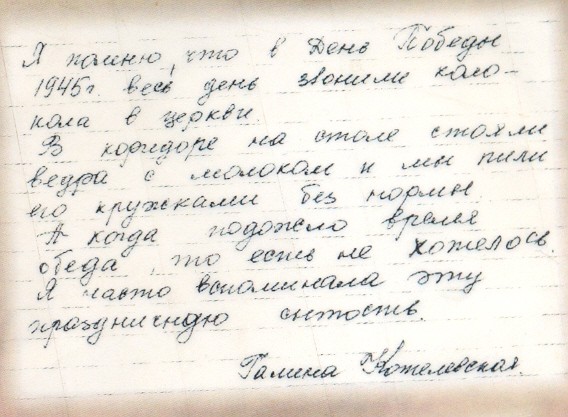 Я помню, что в День Победы
1945г. весь день звонили коло-
кола в церкви.
В коридоре на столе стояли
ведра с молоком и мы пили
его кружками без нормы.
А когда подошло время
обеда, то есть не хотелось.
Я часто вспоминала эту
праздничную сытость.
Галина Котелевская.